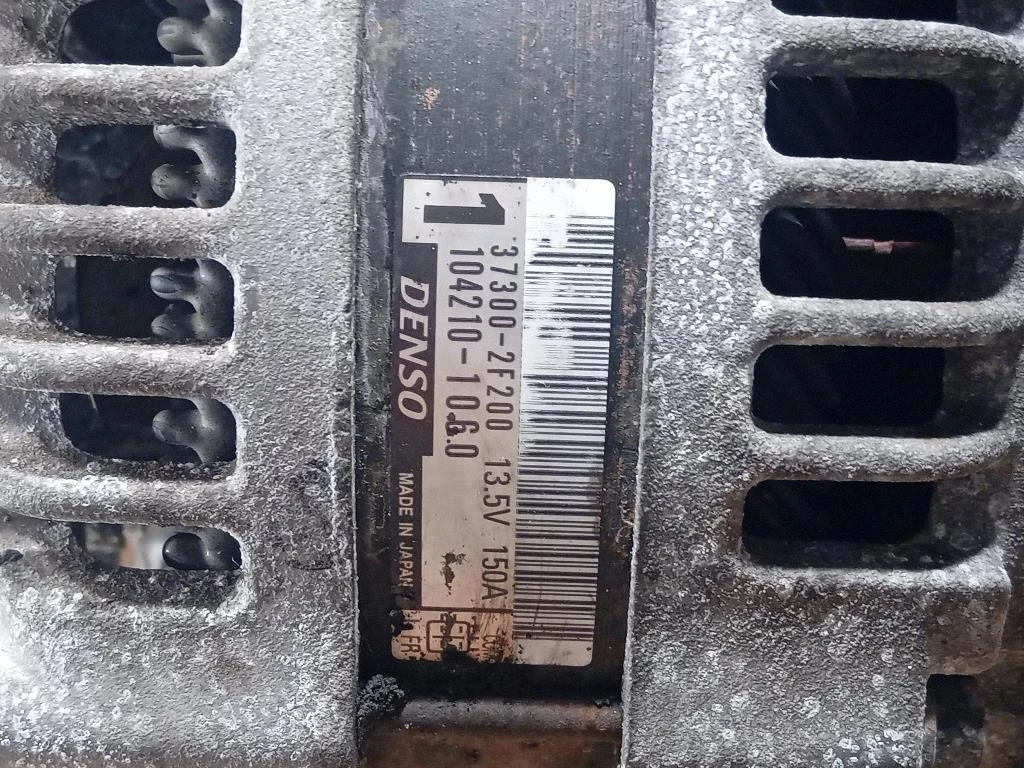 1
DENSO
37300-2F200 13.5V 150A
104210-1060
MADE IN JAPAN